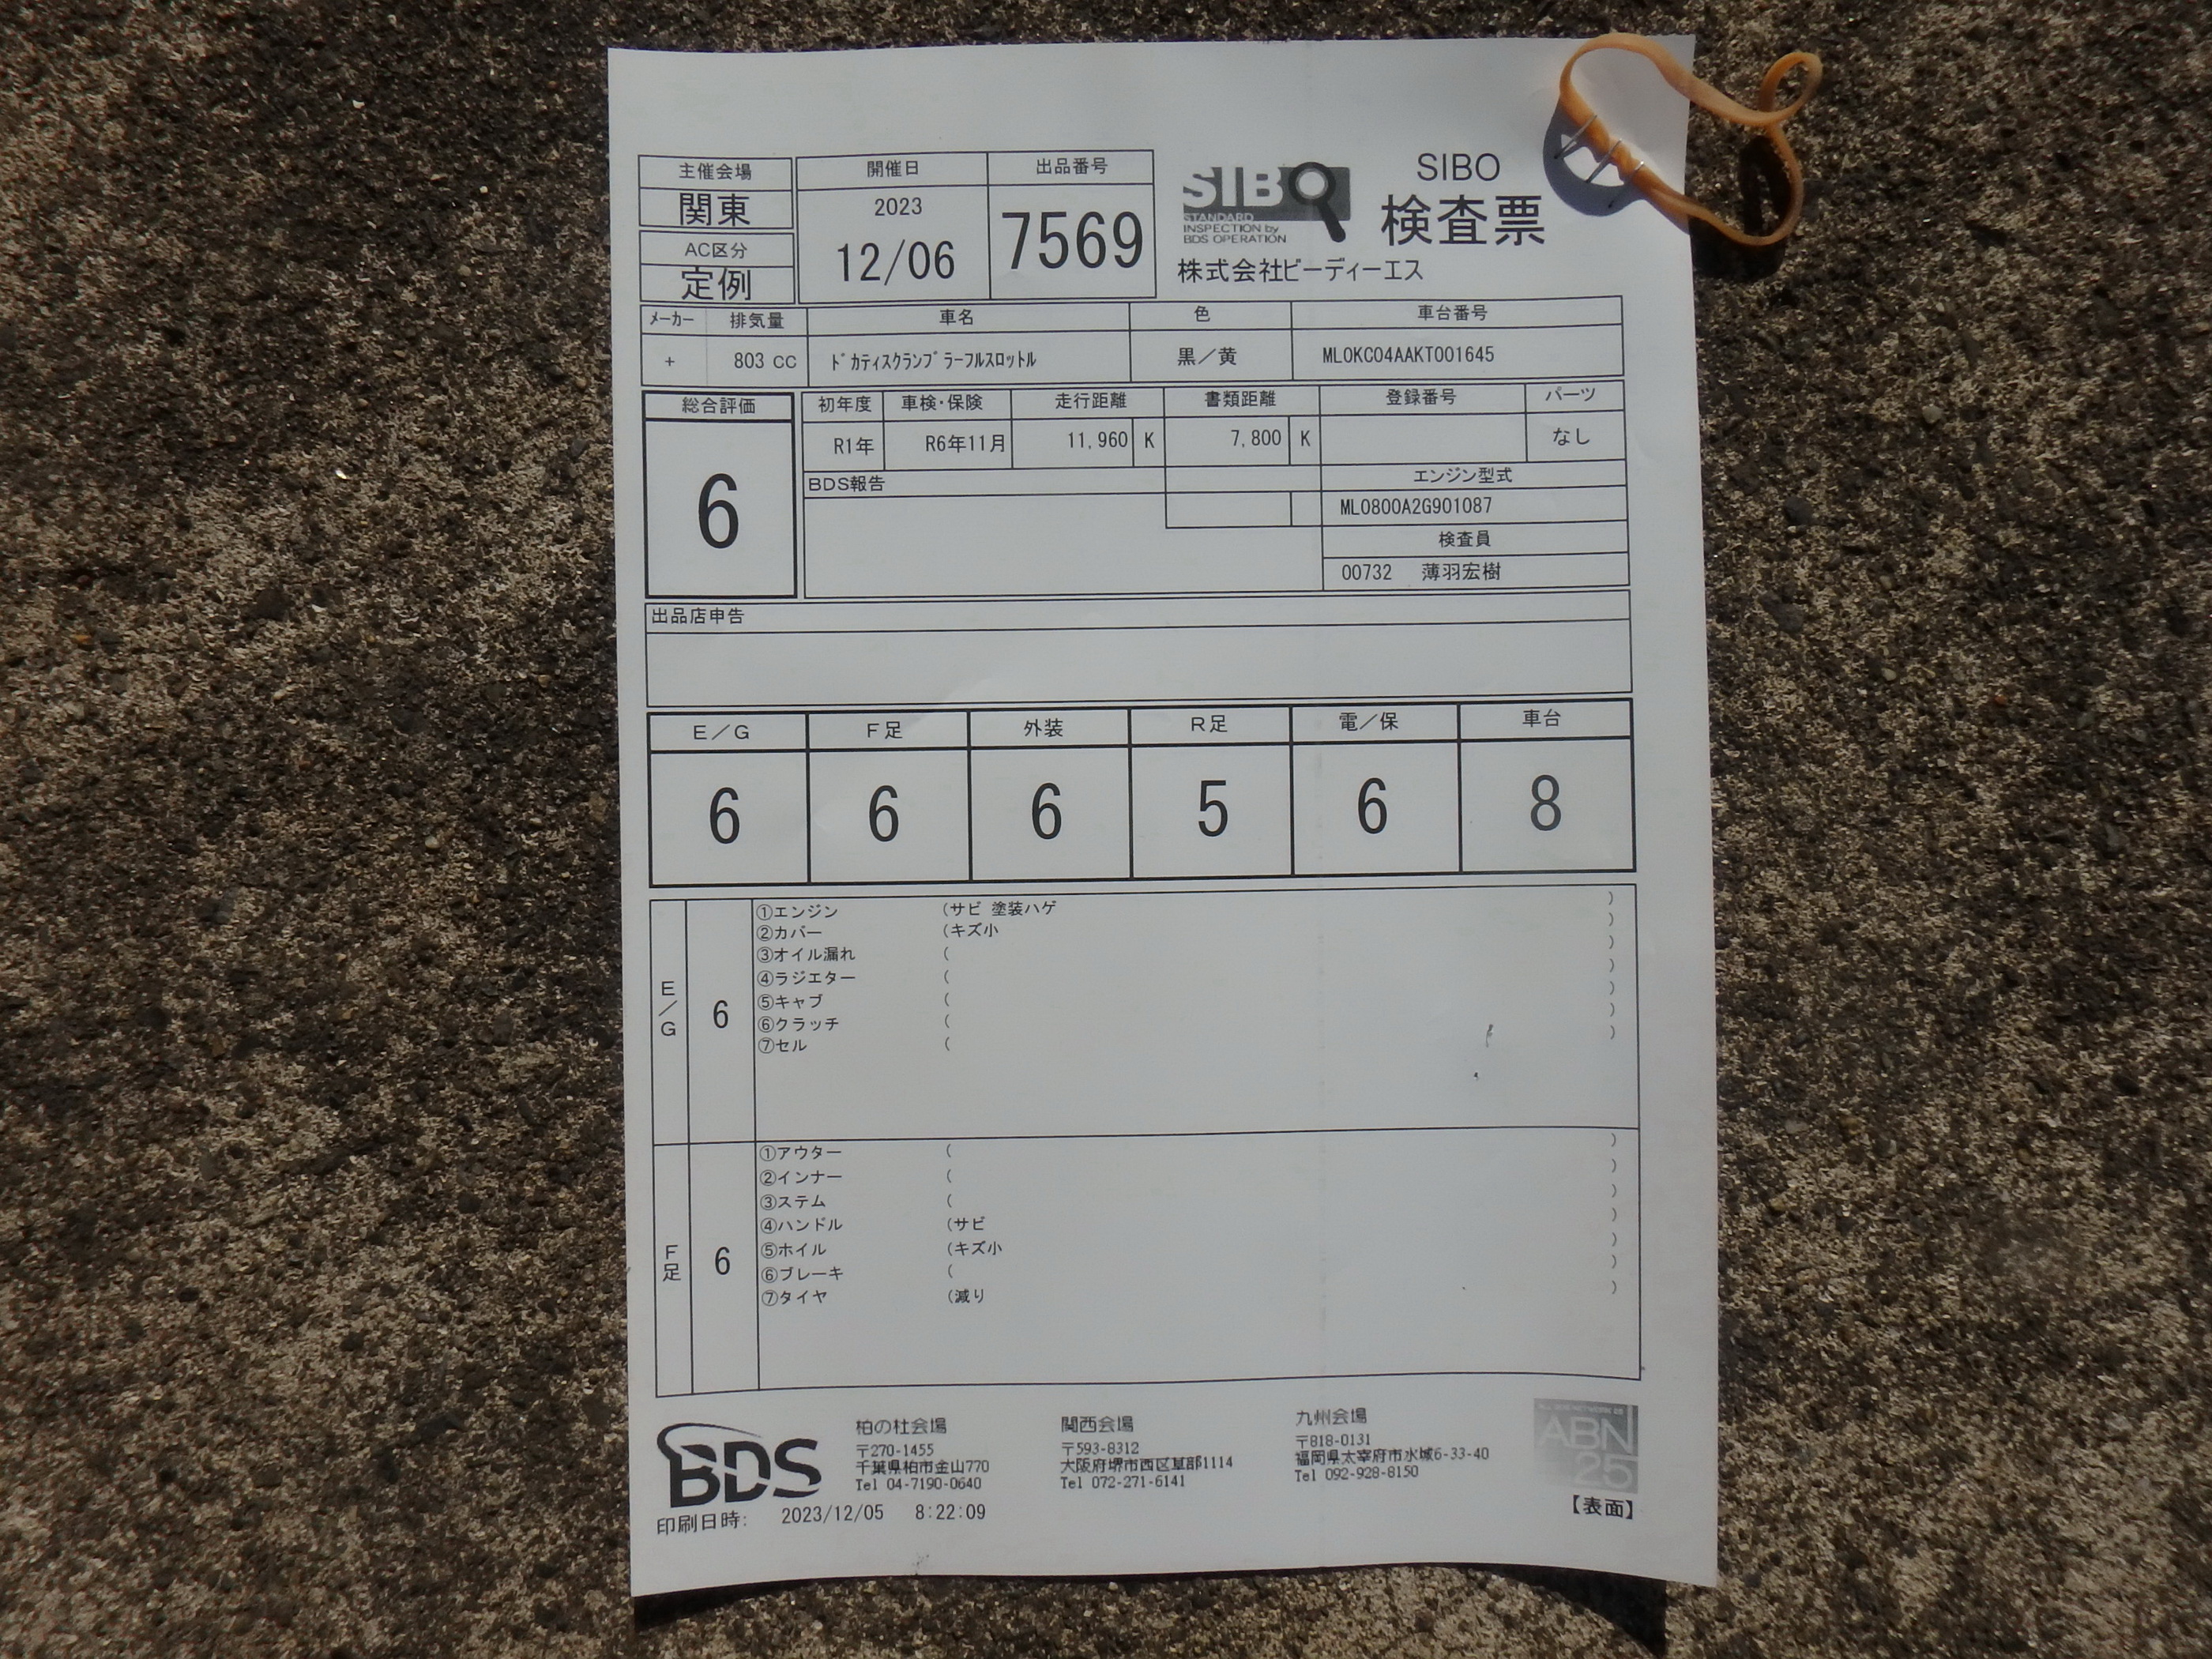 主催会場
関東
AC区分
定例
開催日
2023
12/06
出品番号
7569
SIBO
STANDARD
INSPECTION by
BDS OPERATION
SIBO
検査票
株式会社ビーディーエス
ﾒｰｶｰ 排気量 車名 色 車台番号
+ 803 CC ﾄﾞｶﾃｨｽｸﾗﾝﾌﾞﾗｰﾌﾙｽﾛｯﾄﾙ 黒／黄 ML0KC04AAKT001645
総合評価
6
初年度 車検・保険 走行距離 書類距離 登録番号 パーツ
R1年 R6年11月 11,960 K 7,800 K なし
BDS報告
エンジン型式
ML0800A2G901087
検査員
00732 薄羽宏樹
出品店申告
E／G F足 外装 R足 電／保 車台
6 6 6 5 6 8
E／G
6
①エンジン (サビ 塗装ハゲ )
②カバー (キズ小 )
③オイル漏れ ( )
④ラジエター ( )
⑤キャブ ( )
⑥クラッチ ( )
⑦セル ( )
F足
6
①アウター ( )
②インナー ( )
③ステム ( )
④ハンドル (サビ )
⑤ホイル (キズ小 )
⑥ブレーキ ( )
⑦タイヤ (減り )
BDS
柏の杜会場
〒270-1455
千葉県柏市金山770
Tel 04-7190-0640
関西会場
〒593-8312
大阪府堺市西区草部1114
Tel 072-271-6141
九州会場
〒818-0131
福岡県太宰府市水城6-33-40
Tel 092-928-8150
ABN
25
【表面】
印刷日時: 2023/12/05 8:22:09